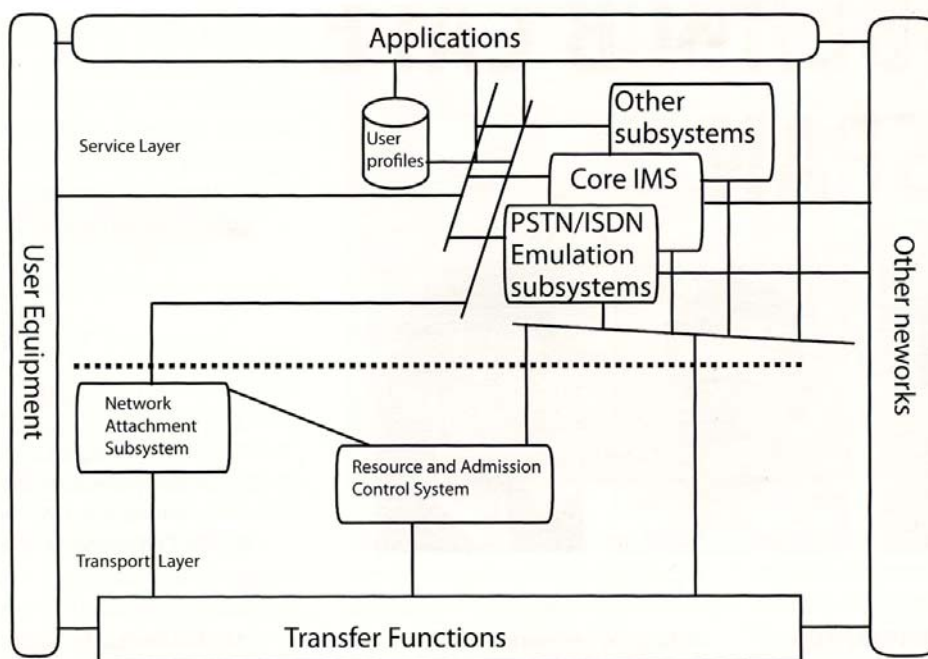 Applications
User
profiles
Other
subsystems
Service Layer
Core IMS
PSTN/ISDN
Emulation
subsystems
User Equipment
Other neworks
Network
Attachment
Subsystem
Resource and Admission
Control System
Transport Layer
Transfer Functions